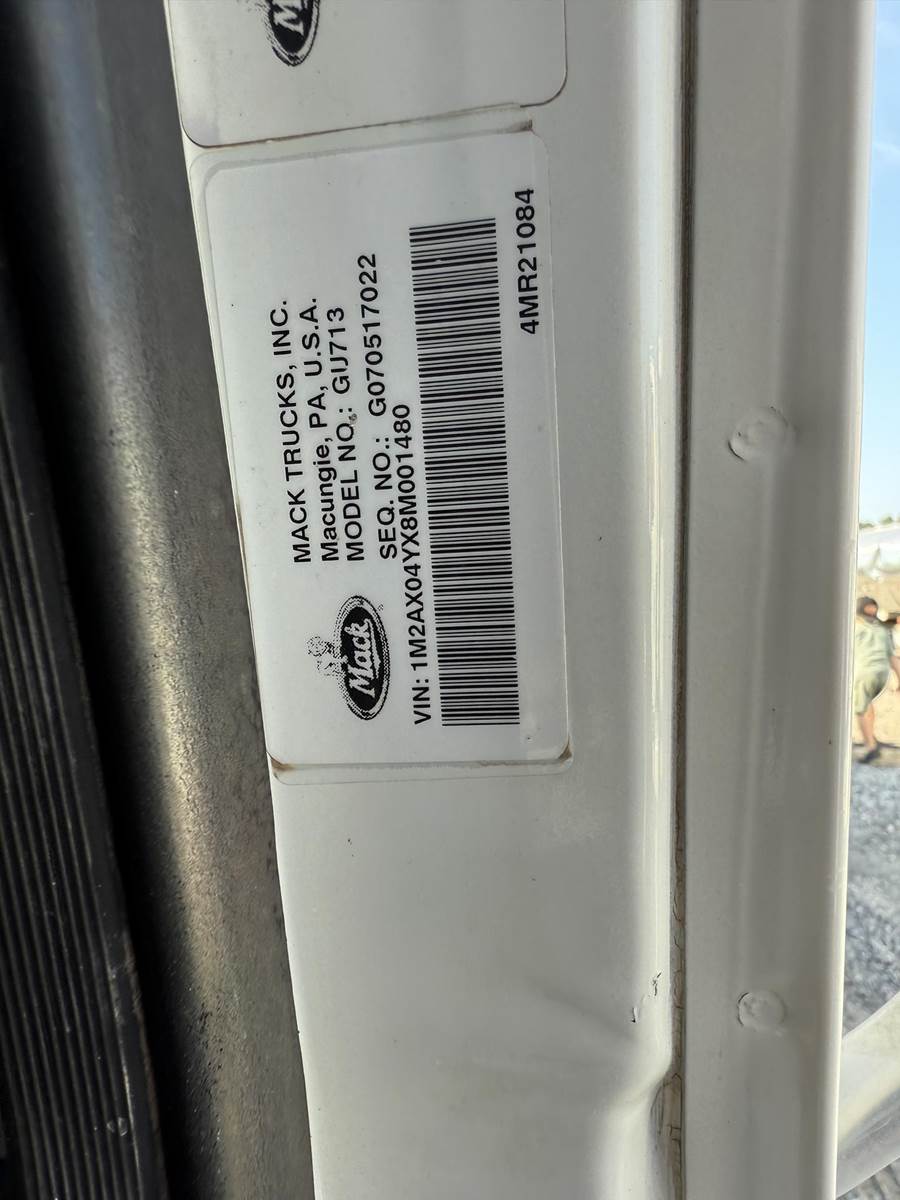 MACK TRUCKS, INC.
Macungie, PA, U.S.A.
MODEL NO.: GU713
SEQ. NO.: G070517022
Mack
VIN: 1M2AX04YX8M001480
4MR21084